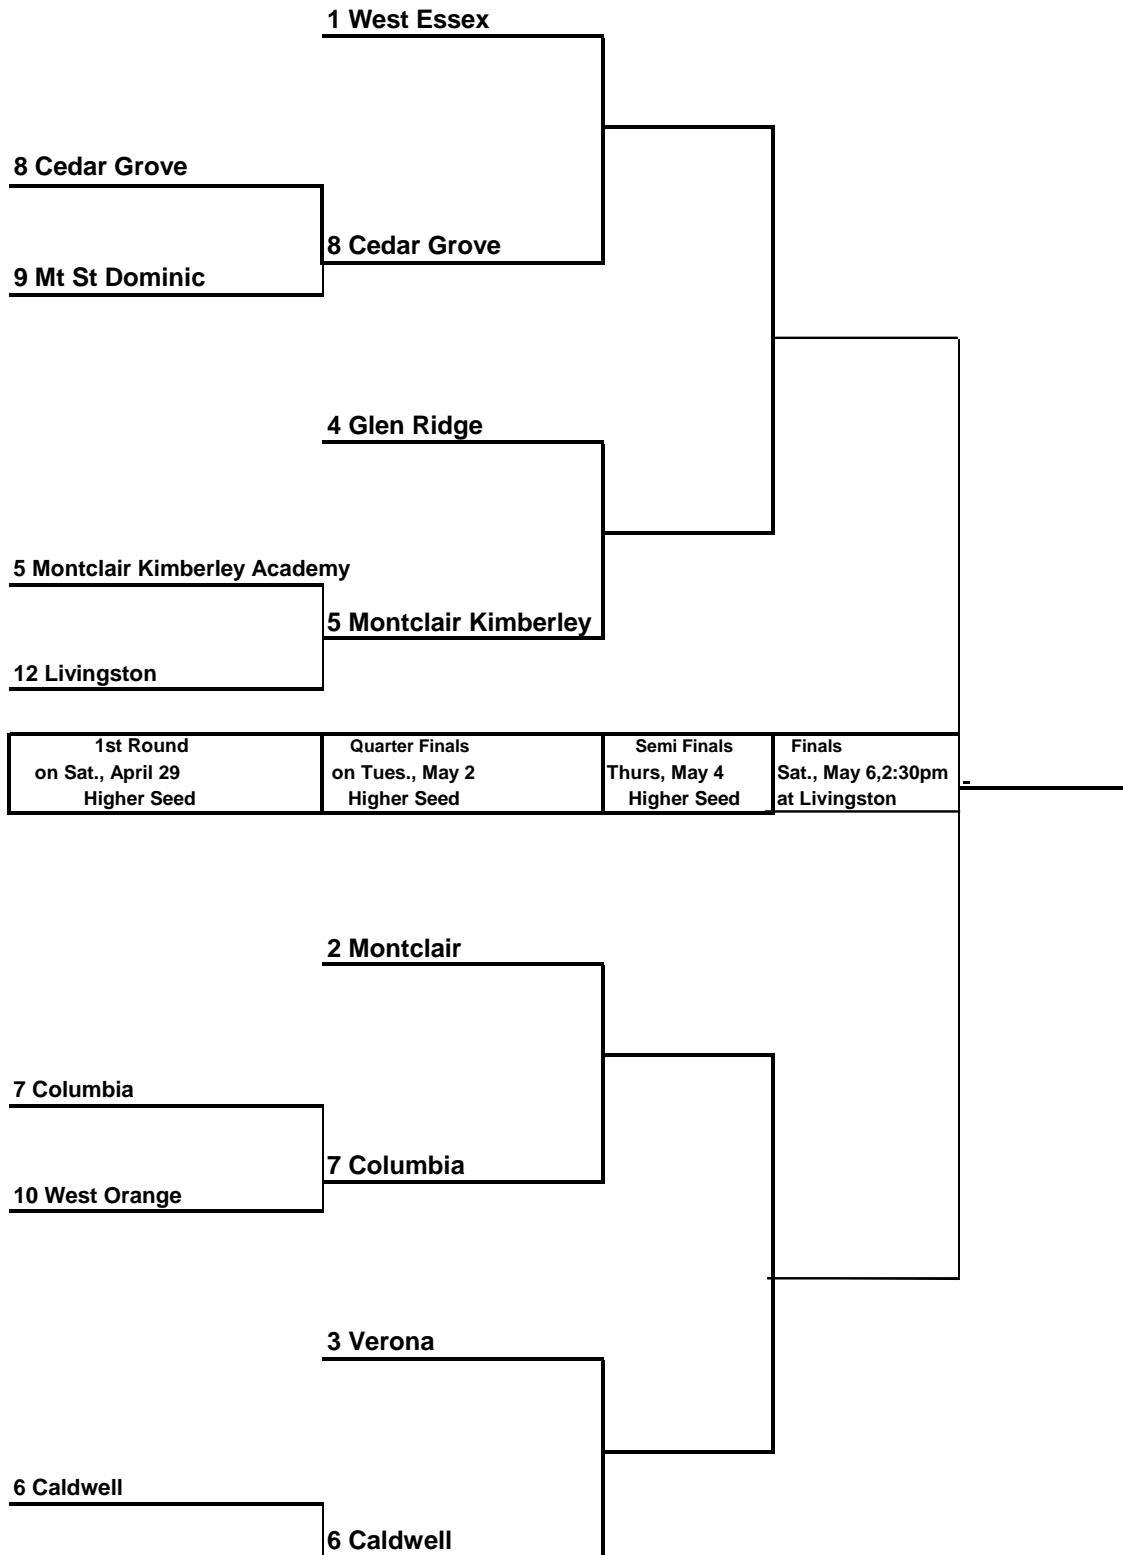 1 West Essex
8 Cedar Grove
8 Cedar Grove
9 Mt St Dominic
4 Glen Ridge
5 Montclair Kimberley Academy
5 Montclair Kimberley
12 Livingston
1st Round
on Sat., April 29
Higher Seed
Quarter Finals
on Tues., May 2
Higher Seed
Semi Finals
Thurs, May 4
Higher Seed
Finals
Sat., May 6,2:30pm
at Livingston
-
2 Montclair
7 Columbia
7 Columbia
10 West Orange
3 Verona
6 Caldwell
6 Caldwell